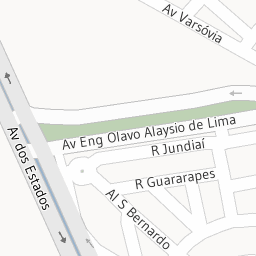 Av Varsóvia
Av Eng Olavo Alaysio de Lima
R Jundiaí
R Guararapes
Av dos Estados
Al S Bernardo